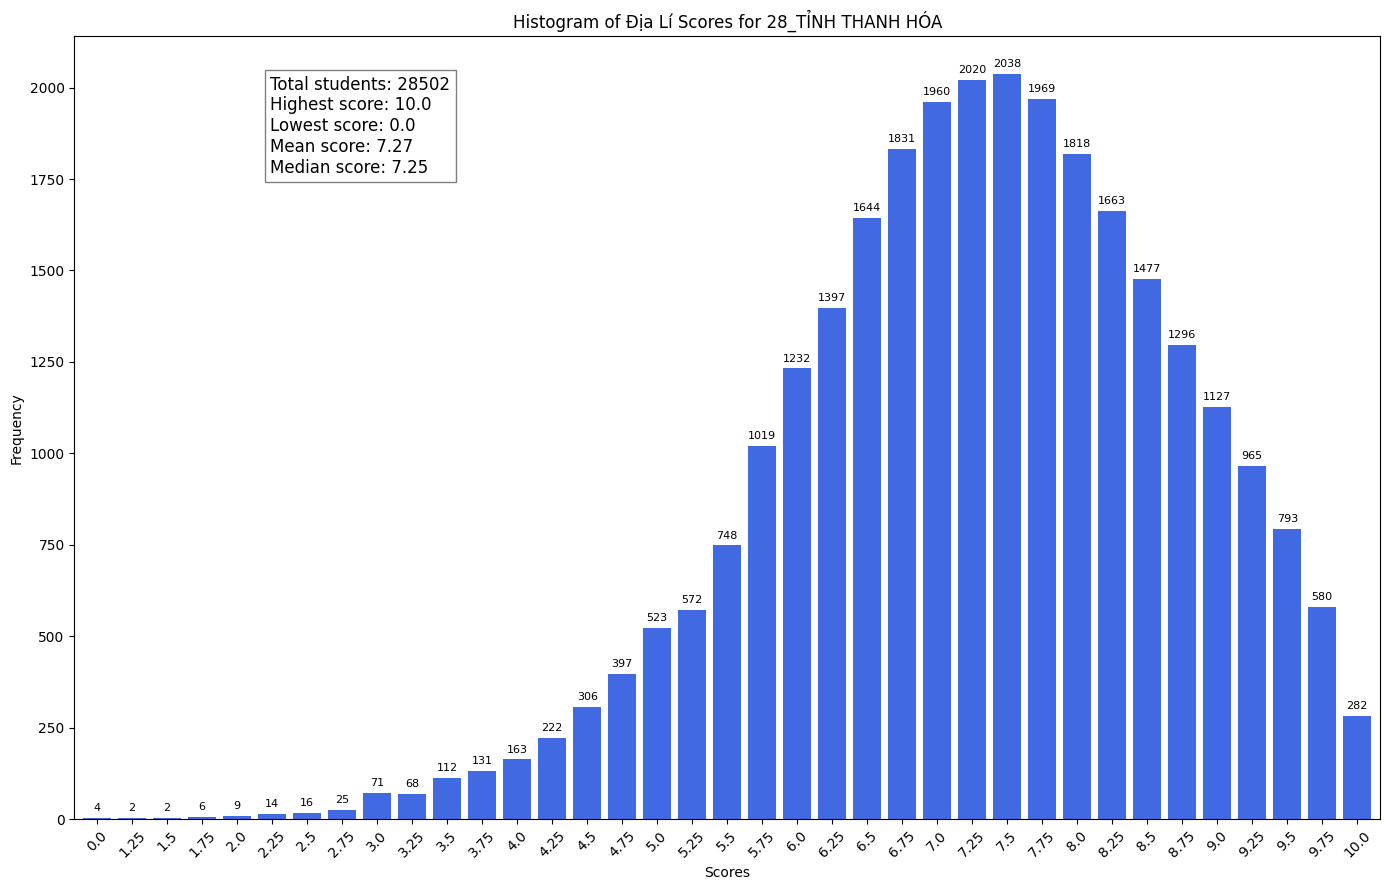 Histogram of Địa Lí Scores for 28_TỈNH THANH HÓA
Total students: 28502
Highest score: 10.0
Lowest score: 0.0
Mean score: 7.27
Median score: 7.25
Frequency
2000
1750
1500
1250
1000
750
500
250
0
4 2 2 6 9 14 16 25 71 68 112 131 163 222 306 397 523 572 748 1019 1232 1397 1644 1831 1960 2020 2038 1969 1818 1663 1477 1296 1127 965 793 580 282
0.0 1.25 1.5 1.75 2.0 2.25 2.5 2.75 3.0 3.25 3.5 3.75 4.0 4.25 4.5 4.75 5.0 5.25 5.5 5.75 6.0 6.25 6.5 6.75 7.0 7.25 7.5 7.75 8.0 8.25 8.5 8.75 9.0 9.25 9.5 9.75 10.0
Scores